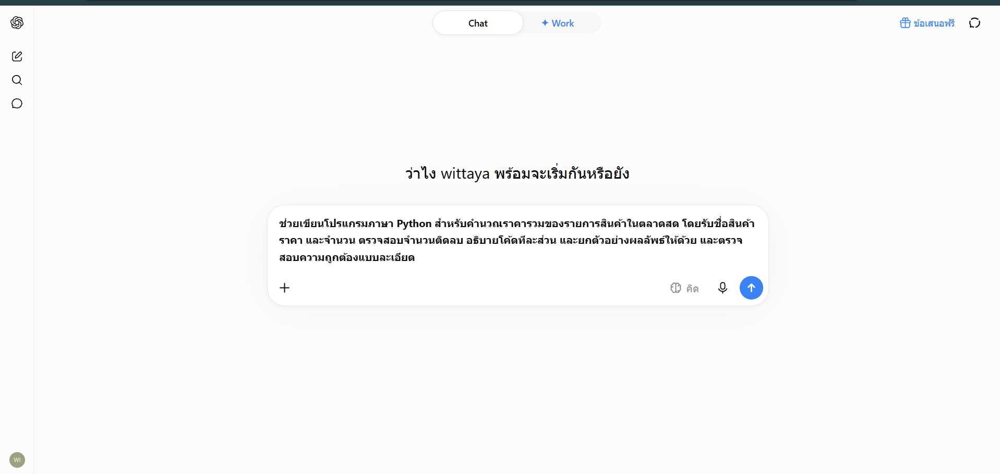 Chat
Work
ข้อเสนอฟรี
ว่าไง wittaya พร้อมจะเริ่มกันหรือยัง
ช่วยเขียนโปรแกรมภาษา Python สำหรับคำนวณราคารวมของรายการสินค้าในตลาดสด โดยรับชื่อสินค้า
ราคา และจำนวน ตรวจสอบจำนวนติดลบ อธิบายโค้ดทีละส่วน และยกตัวอย่างผลลัพธ์ให้ด้วย และตรวจ
สอบความถูกต้องแบบละเอียด
คิด
WI